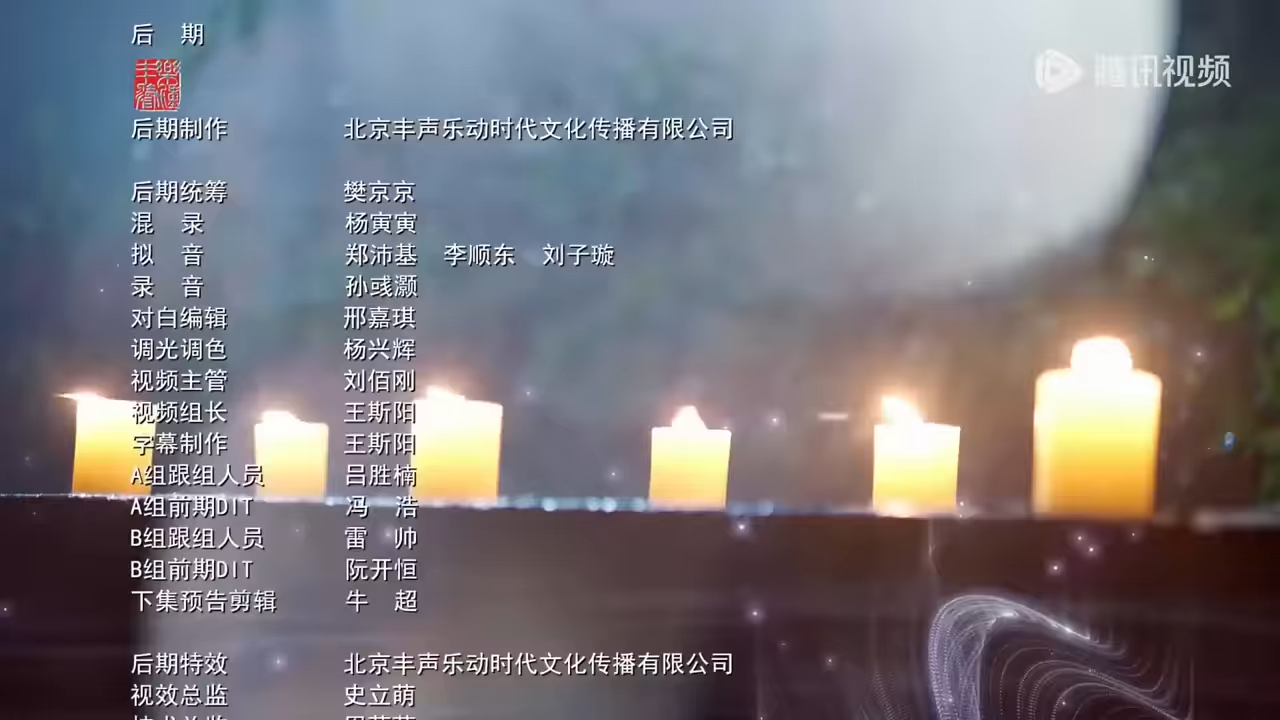 后 期
腾讯视频
后期制作 北京丰声乐动时代文化传播有限公司
后期统筹 樊京京
混 录 杨寅寅
拟 音 郑沛基 李顺东 刘子璇
录 音 孙彧灏
对白编辑 邢嘉琪
调光调色 杨兴辉
视频主管 刘佰刚
视频组长 王斯阳
字幕制作 王斯阳
A组跟组人员 吕胜楠
A组前期DIT 冯 浩
B组跟组人员 雷 帅
B组前期DIT 阮开恒
下集预告剪辑 牛 超
后期特效 北京丰声乐动时代文化传播有限公司
视效总监 史立萌